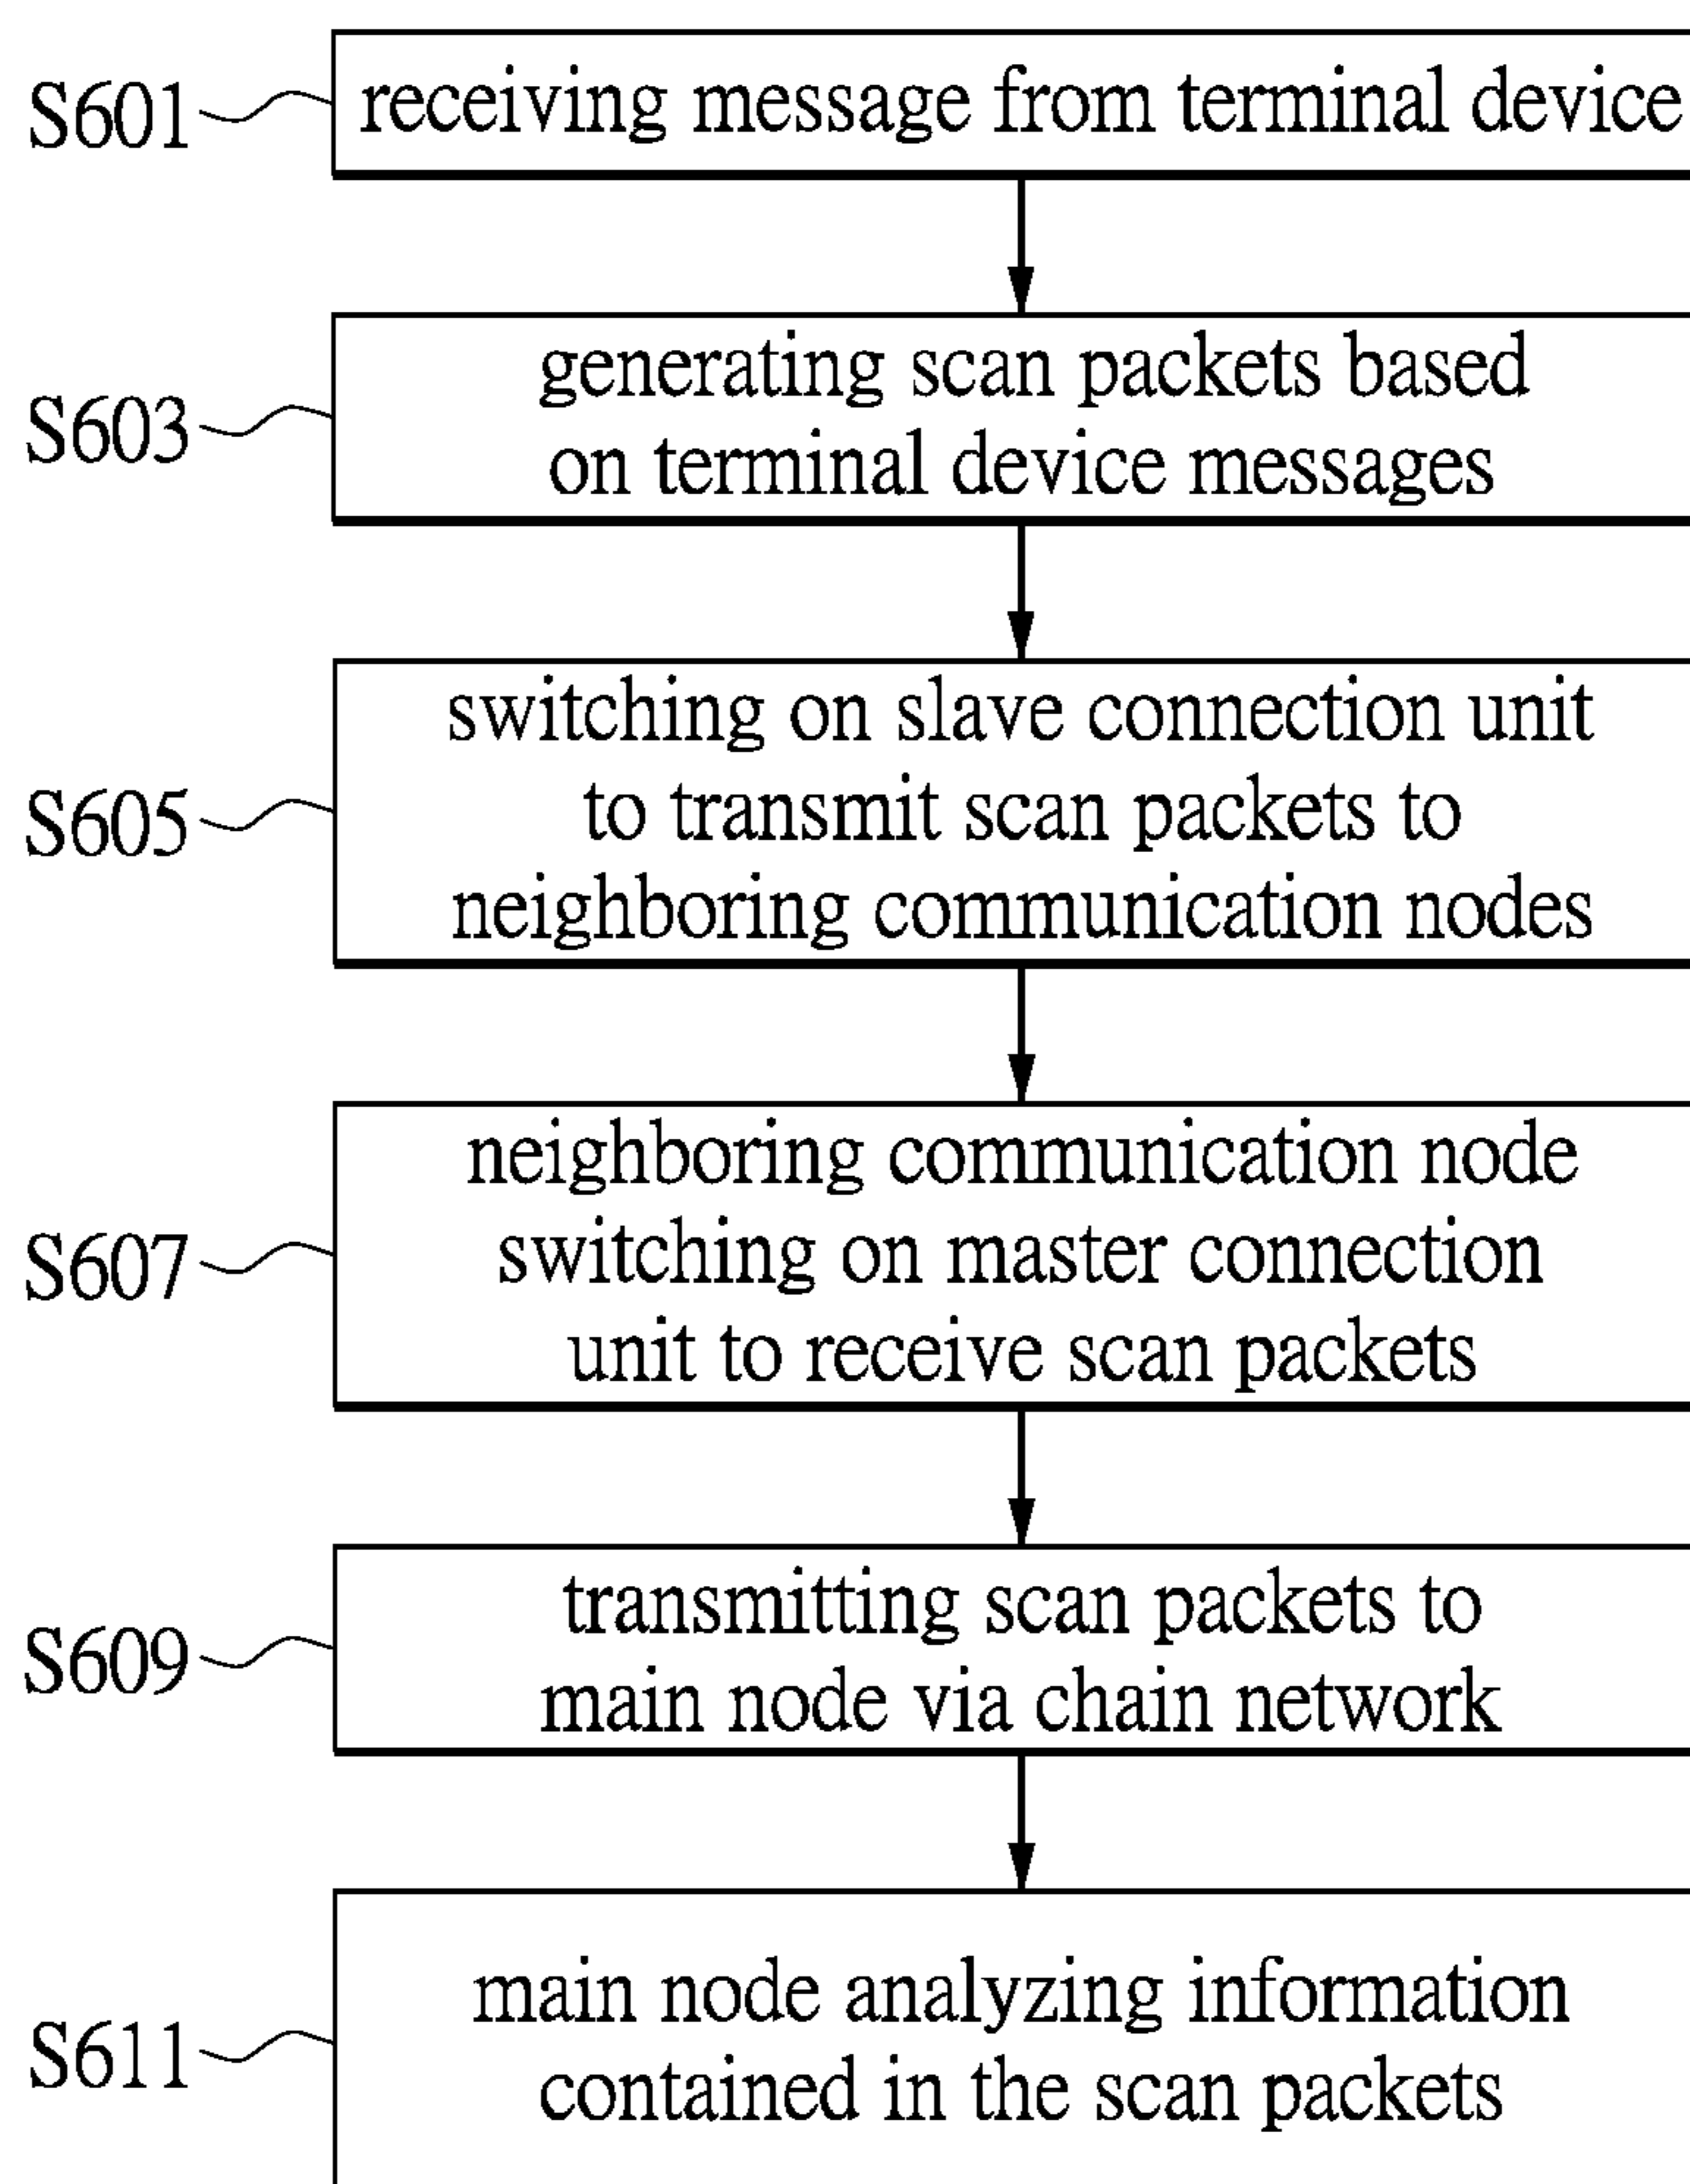 S601
receiving message from terminal device
S603
generating scan packets based
on terminal device messages
S605
switching on slave connection unit
to transmit scan packets to
neighboring communication nodes
S607
neighboring communication node
switching on master connection
unit to receive scan packets
S609
transmitting scan packets to
main node via chain network
S611
main node analyzing information
contained in the scan packets